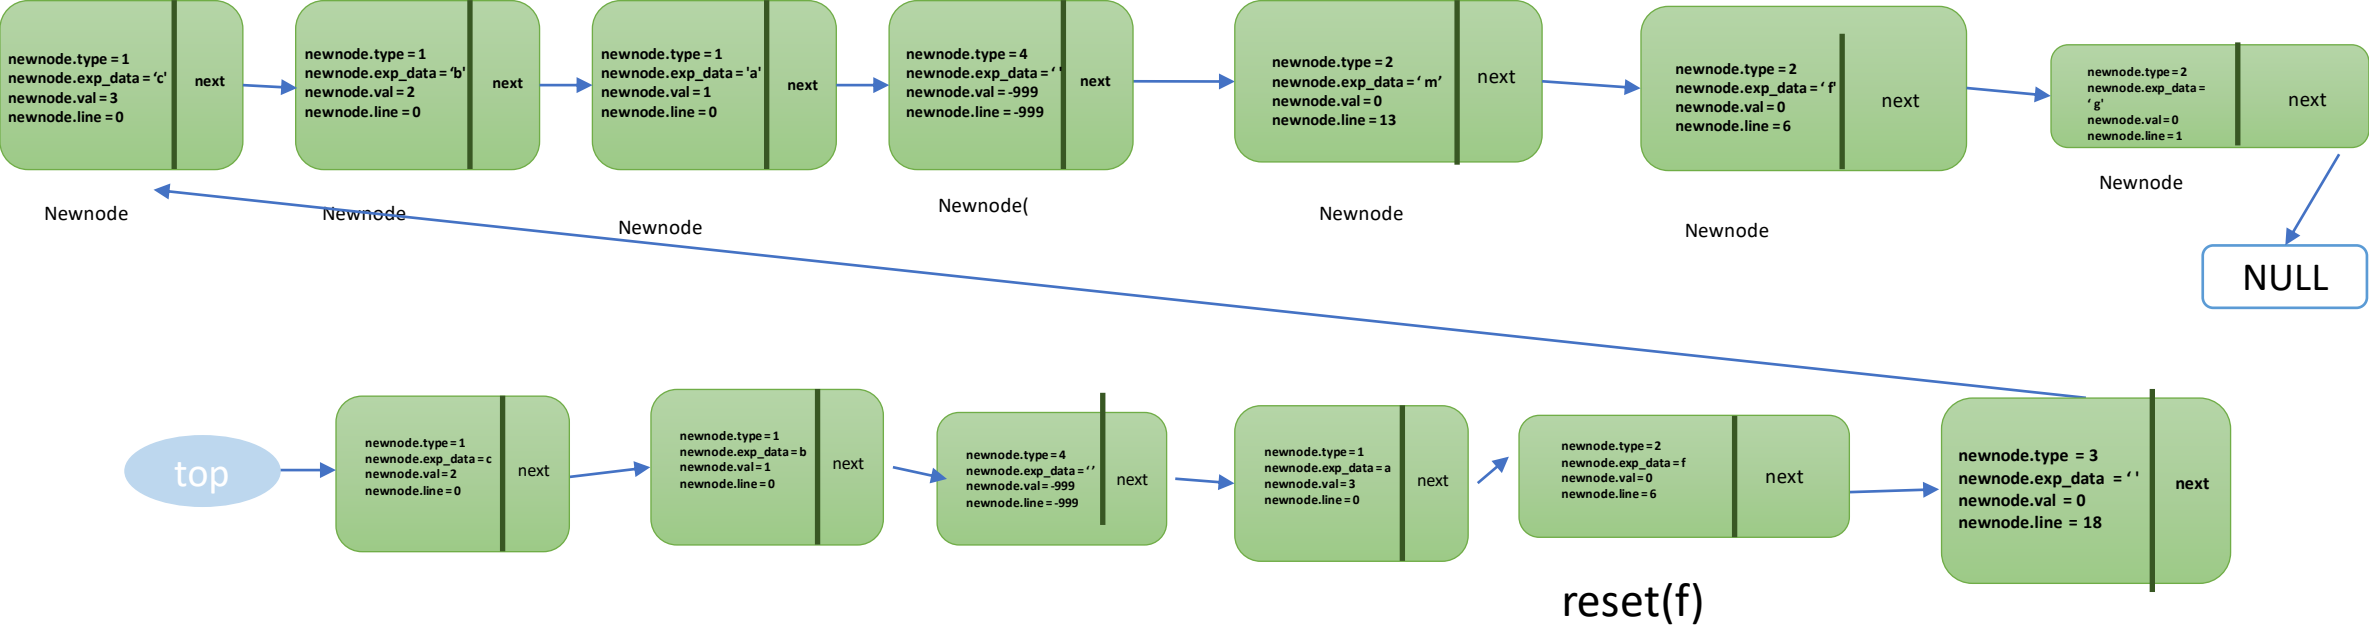 newnode.type = 1
newnode.exp_data = ‘c'
newnode.val = 3
newnode.line = 0
next
newnode.type = 1
newnode.exp_data = ‘b'
newnode.val = 2
newnode.line = 0
next
newnode.type = 1
newnode.exp_data = 'a'
newnode.val = 1
newnode.line = 0
next
newnode.type = 4
newnode.exp_data = ‘ '
newnode.val = -999
newnode.line = -999
next
newnode.type = 2
newnode.exp_data = ‘ m’
newnode.val = 0
newnode.line = 13
next
newnode.type = 2
newnode.exp_data = ‘ f'
newnode.val = 0
newnode.line = 6
next
newnode.type = 2
newnode.exp_data =
‘ g'
newnode.val = 0
newnode.line = 1
next
Newnode
Newnode
Newnode
Newnode(
Newnode
Newnode
Newnode
NULL
top
newnode.type = 1
newnode.exp_data = c
newnode.val = 2
newnode.line = 0
next
newnode.type = 1
newnode.exp_data = b
newnode.val = 1
newnode.line = 0
next
newnode.type = 4
newnode.exp_data = ‘ ’
newnode.val = -999
newnode.line = -999
next
newnode.type = 1
newnode.exp_data = a
newnode.val = 3
newnode.line = 0
next
newnode.type = 2
newnode.exp_data = f
newnode.val = 0
newnode.line = 6
next
newnode.type = 3
newnode.exp_data = ‘ '
newnode.val = 0
newnode.line = 18
next
reset(f)